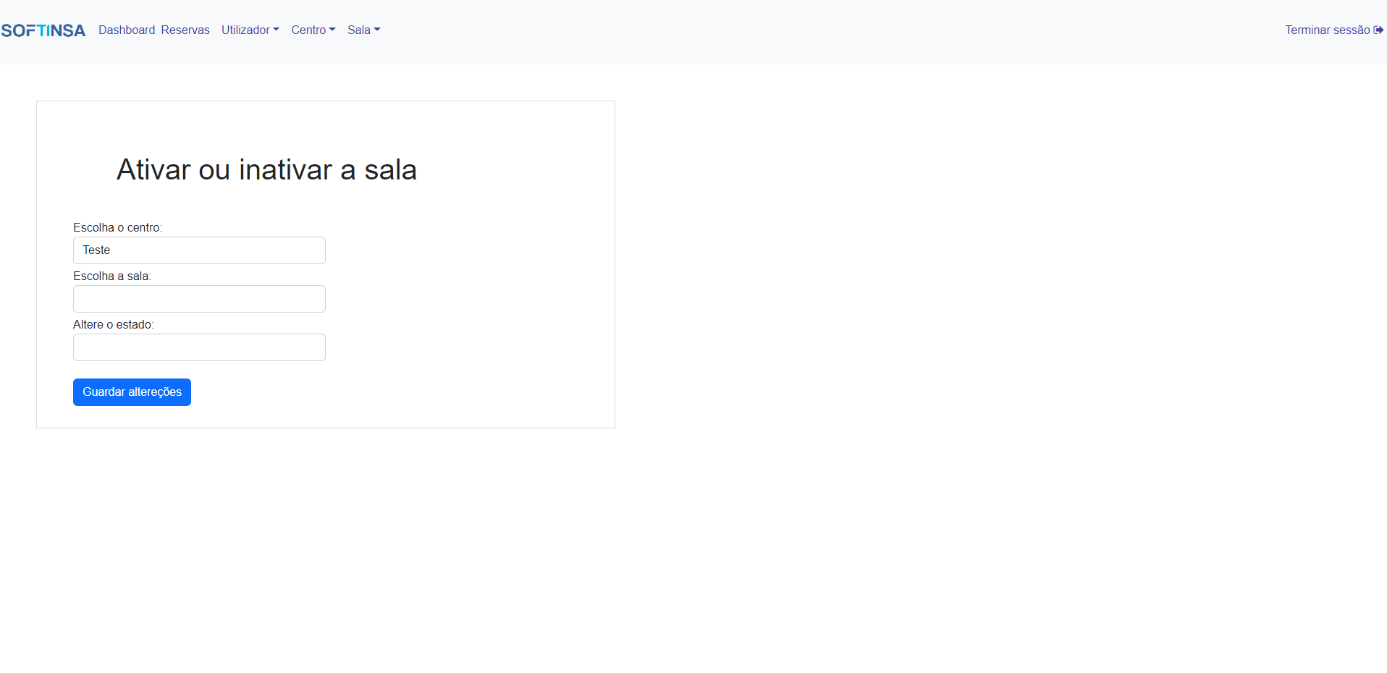 SOFTINSA Dashboard Reservas Utilizador Centro Sala Terminar sessão
Ativar ou inativar a sala
Escolha o centro:
Teste
Escolha a sala:
Altere o estado:
Guardar altereções